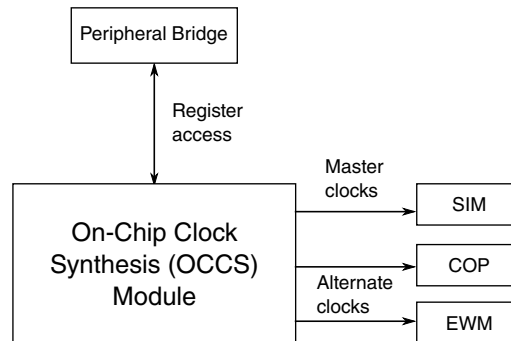 Peripheral Bridge
Register
access
Master
clocks
SIM
On-Chip Clock
Synthesis (OCCS)
Module
COP
Alternate
clocks
EWM